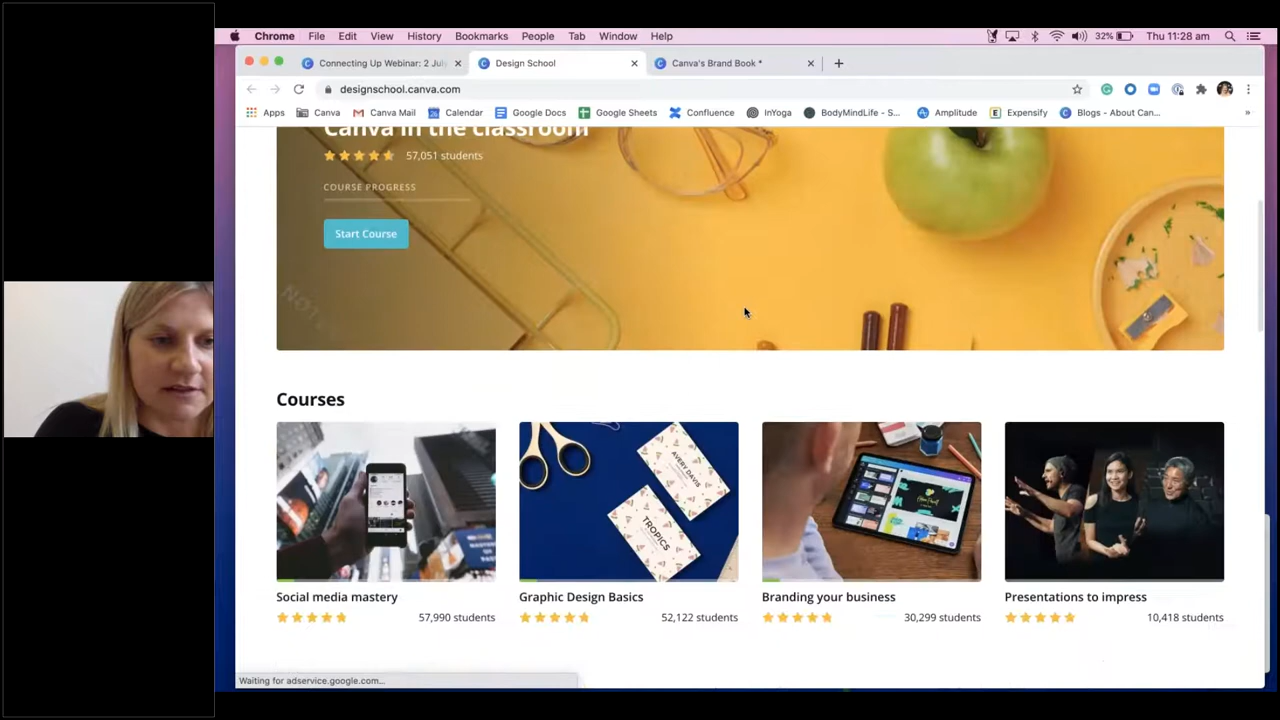 Chrome File Edit View History Bookmarks People Tab Window Help 32% Thu 11:28 am
Connecting Up Webinar: 2 July Design School Canva's Brand Book *
designschool.canva.com
Apps Canva Canva Mail Calendar Google Docs Google Sheets Confluence InYoga BodyMindLife - S... Amplitude Expensify Blogs - About Can... »
Canva in the classroom
57,051 students
COURSE PROGRESS
Start Course
Courses
AVERY DAVIS
TROPICS
Social media mastery
57,990 students
Graphic Design Basics
52,122 students
Branding your business
30,299 students
Presentations to impress
10,418 students
Waiting for adservice.google.com...